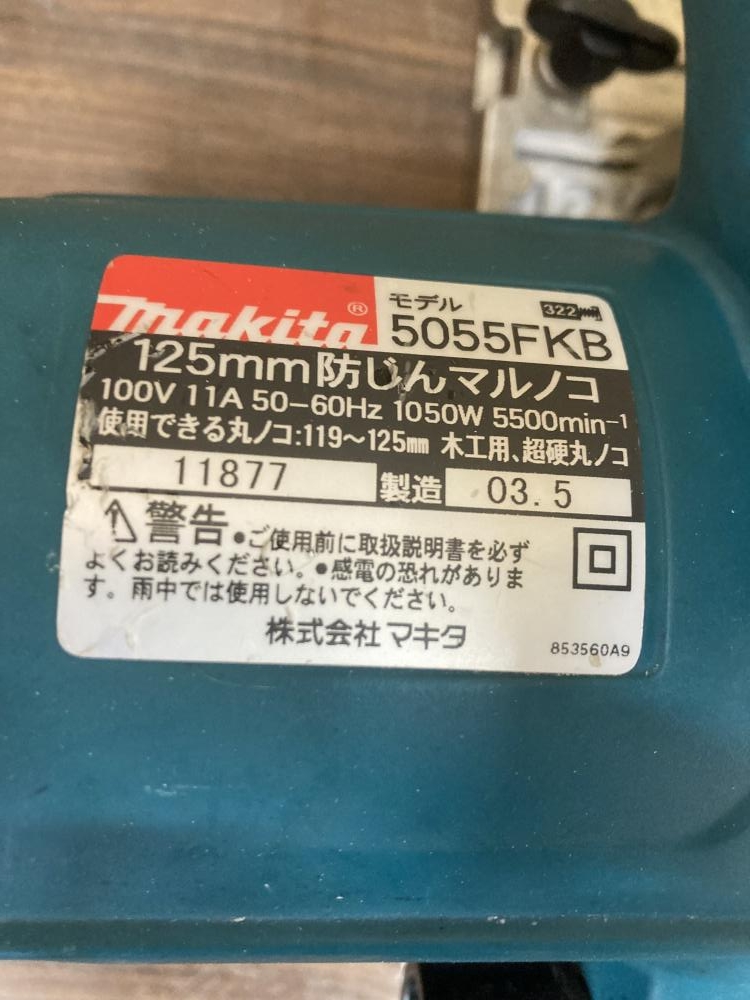 makita® モデル 322
5055FKB
125mm防じんマルノコ
100V 11A 50-60Hz 1050W 5500min⁻¹
使用できる丸ノコ:119～125mm 木工用、超硬丸ノコ
11877 製造 03.5
警告 ●ご使用前に取扱説明書を必ず
よくお読みください。●感電の恐れがありま
す。雨中では使用しないでください。
株式会社 マキタ
853560A9